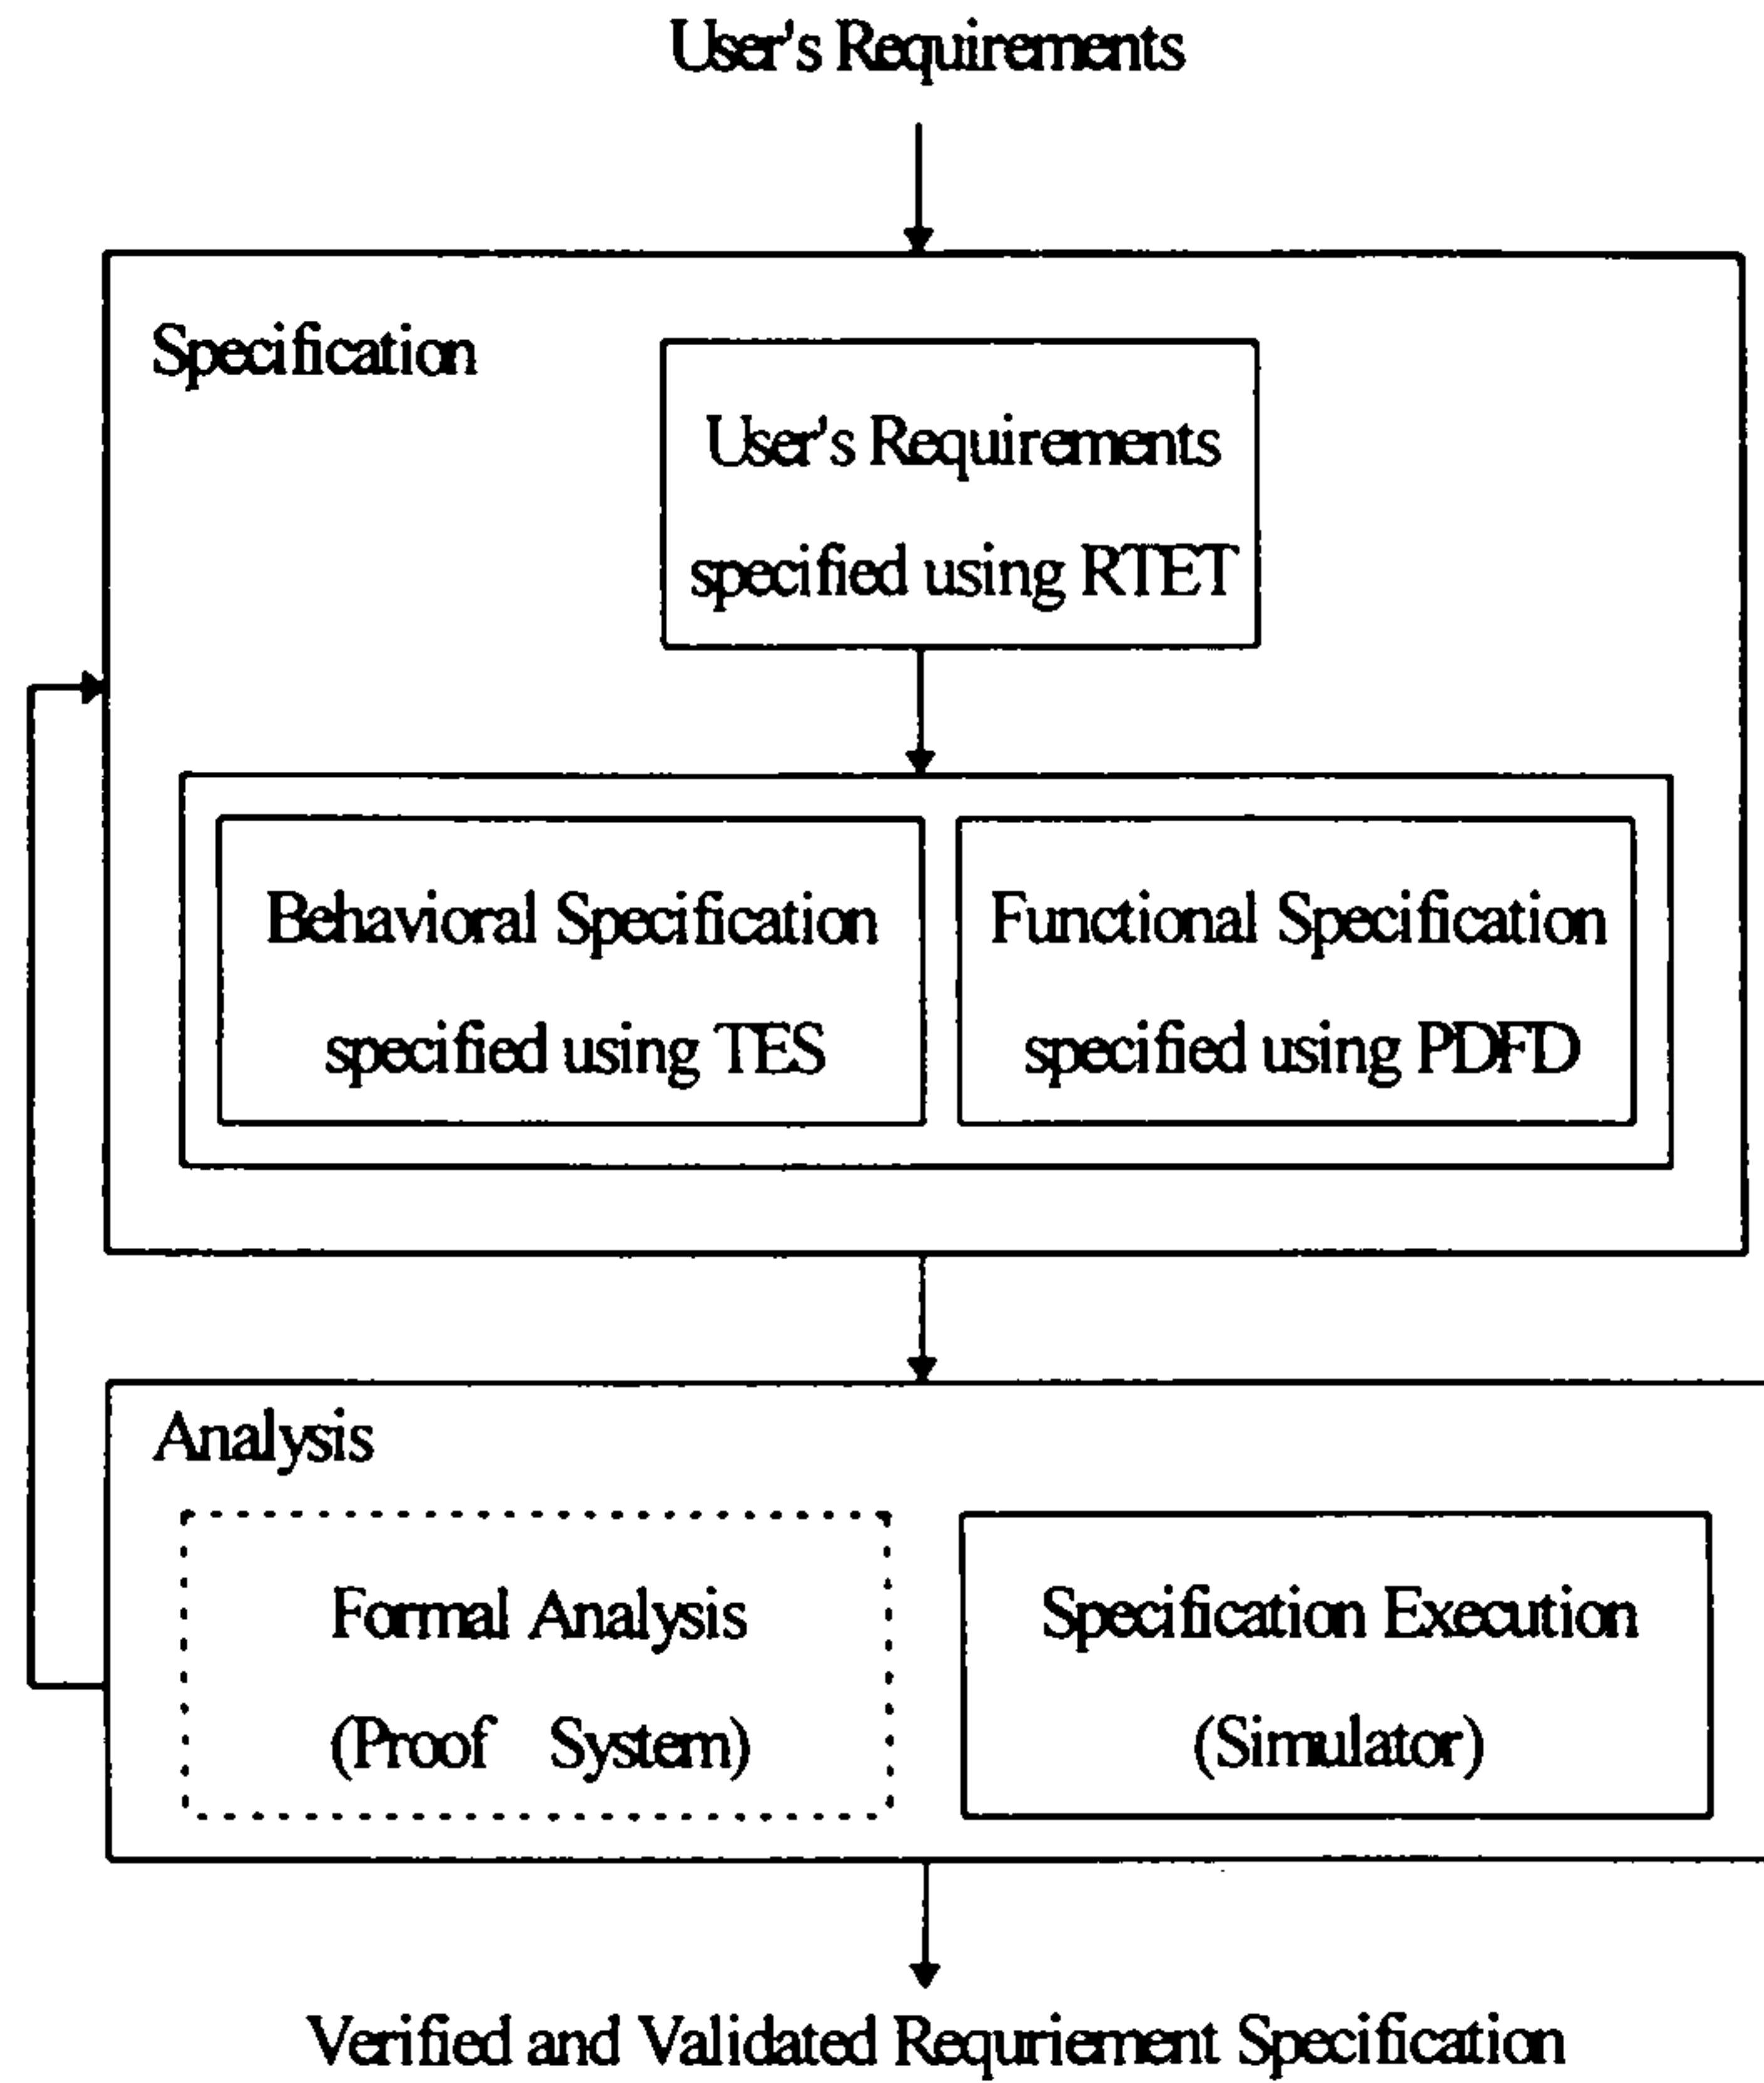 User's Requirements
Specification
User's Requirements
specified using RTET
Behavioral Specification
specified using TES
Functional Specification
specified using PDFD
Analysis
Formal Analysis
(Proof System)
Specification Execution
(Simulator)
Verified and Validated Requriement Specification